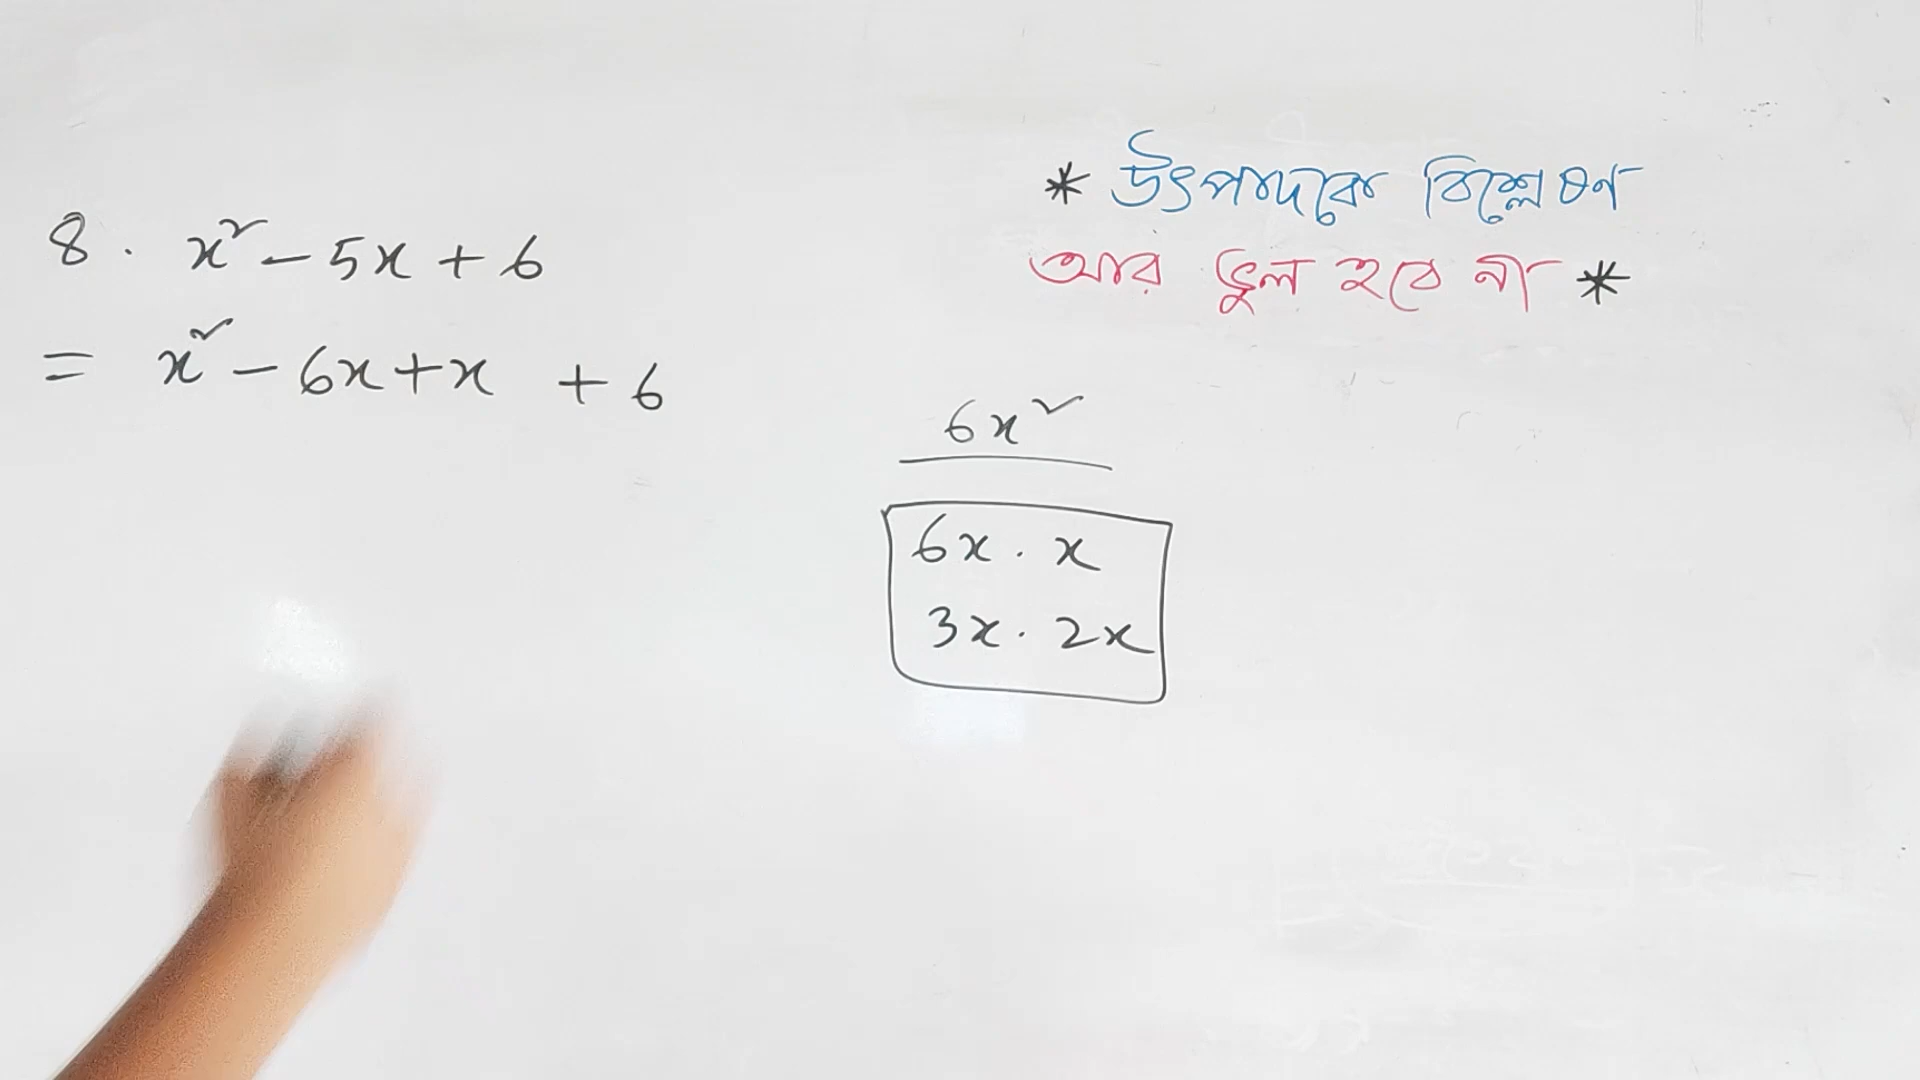 * উৎপাদকে বিশ্লেষণ
আর ভুল হবে না *
8. x² - 5x + 6
= x² - 6x + x + 6
6x²
6x . x
3x . 2x